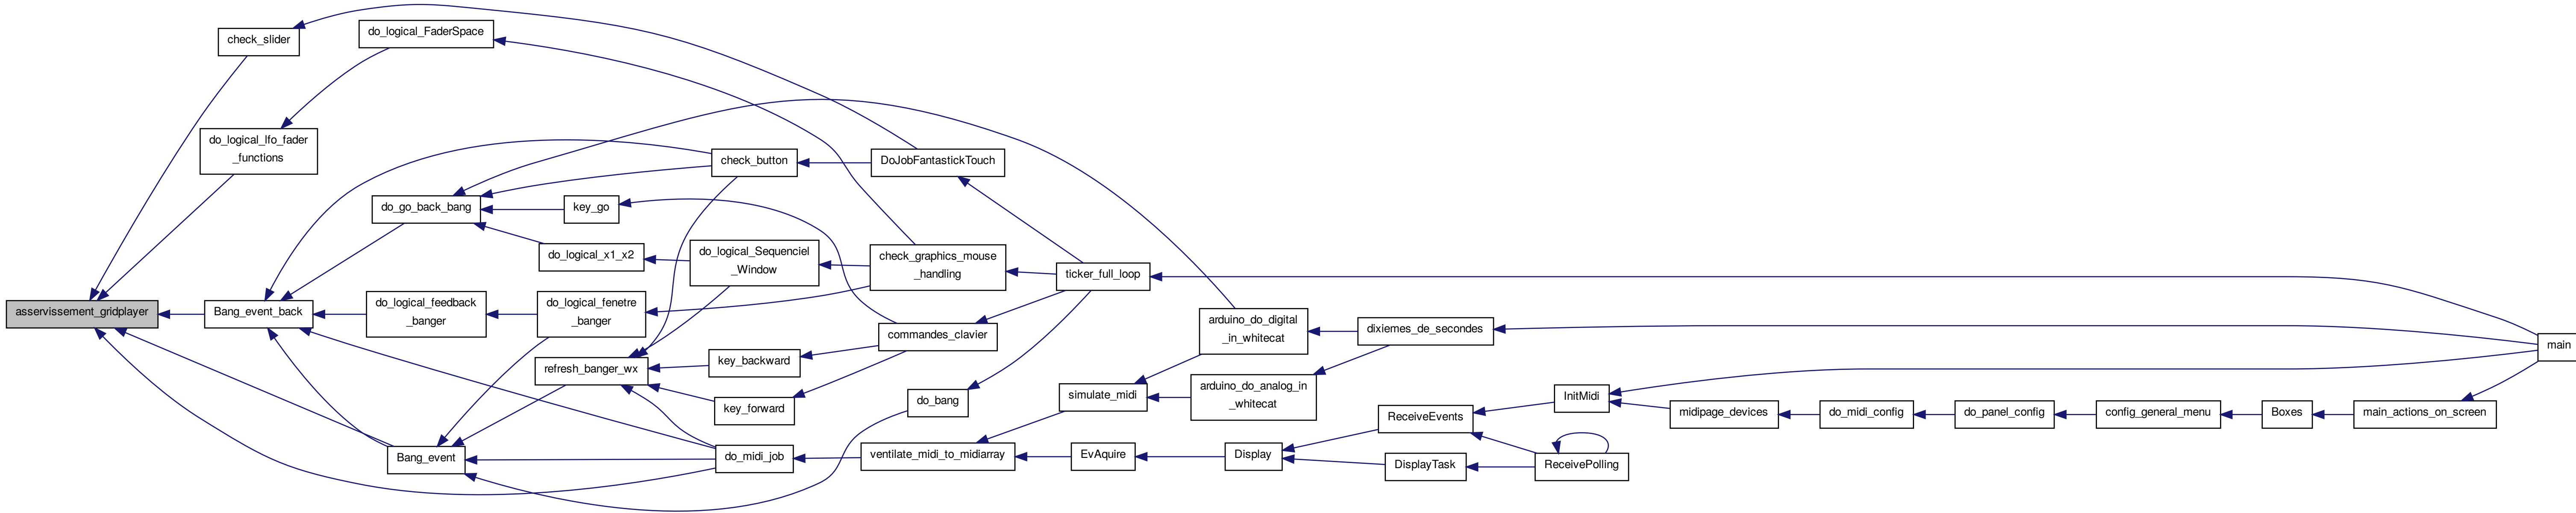 check_slider
do_logical_FaderSpace
do_logical_lfo_fader
_functions
check_button
DoJobFantastickTouch
do_go_back_bang
key_go
do_logical_x1_x2
do_logical_Sequenciel
_Window
check_graphics_mouse
_handling
ticker_full_loop
asservissement_gridplayer
Bang_event_back
do_logical_feedback
_banger
do_logical_fenetre
_banger
commandes_clavier
arduino_do_digital
_in_whitecat
dixiemes_de_secondes
main
refresh_banger_wx
key_backward
key_forward
do_bang
simulate_midi
arduino_do_analog_in
_whitecat
InitMidi
ReceiveEvents
midipage_devices
do_midi_config
do_panel_config
config_general_menu
Boxes
main_actions_on_screen
Bang_event
do_midi_job
ventilate_midi_to_midiarray
EvAquire
Display
DisplayTask
ReceivePolling